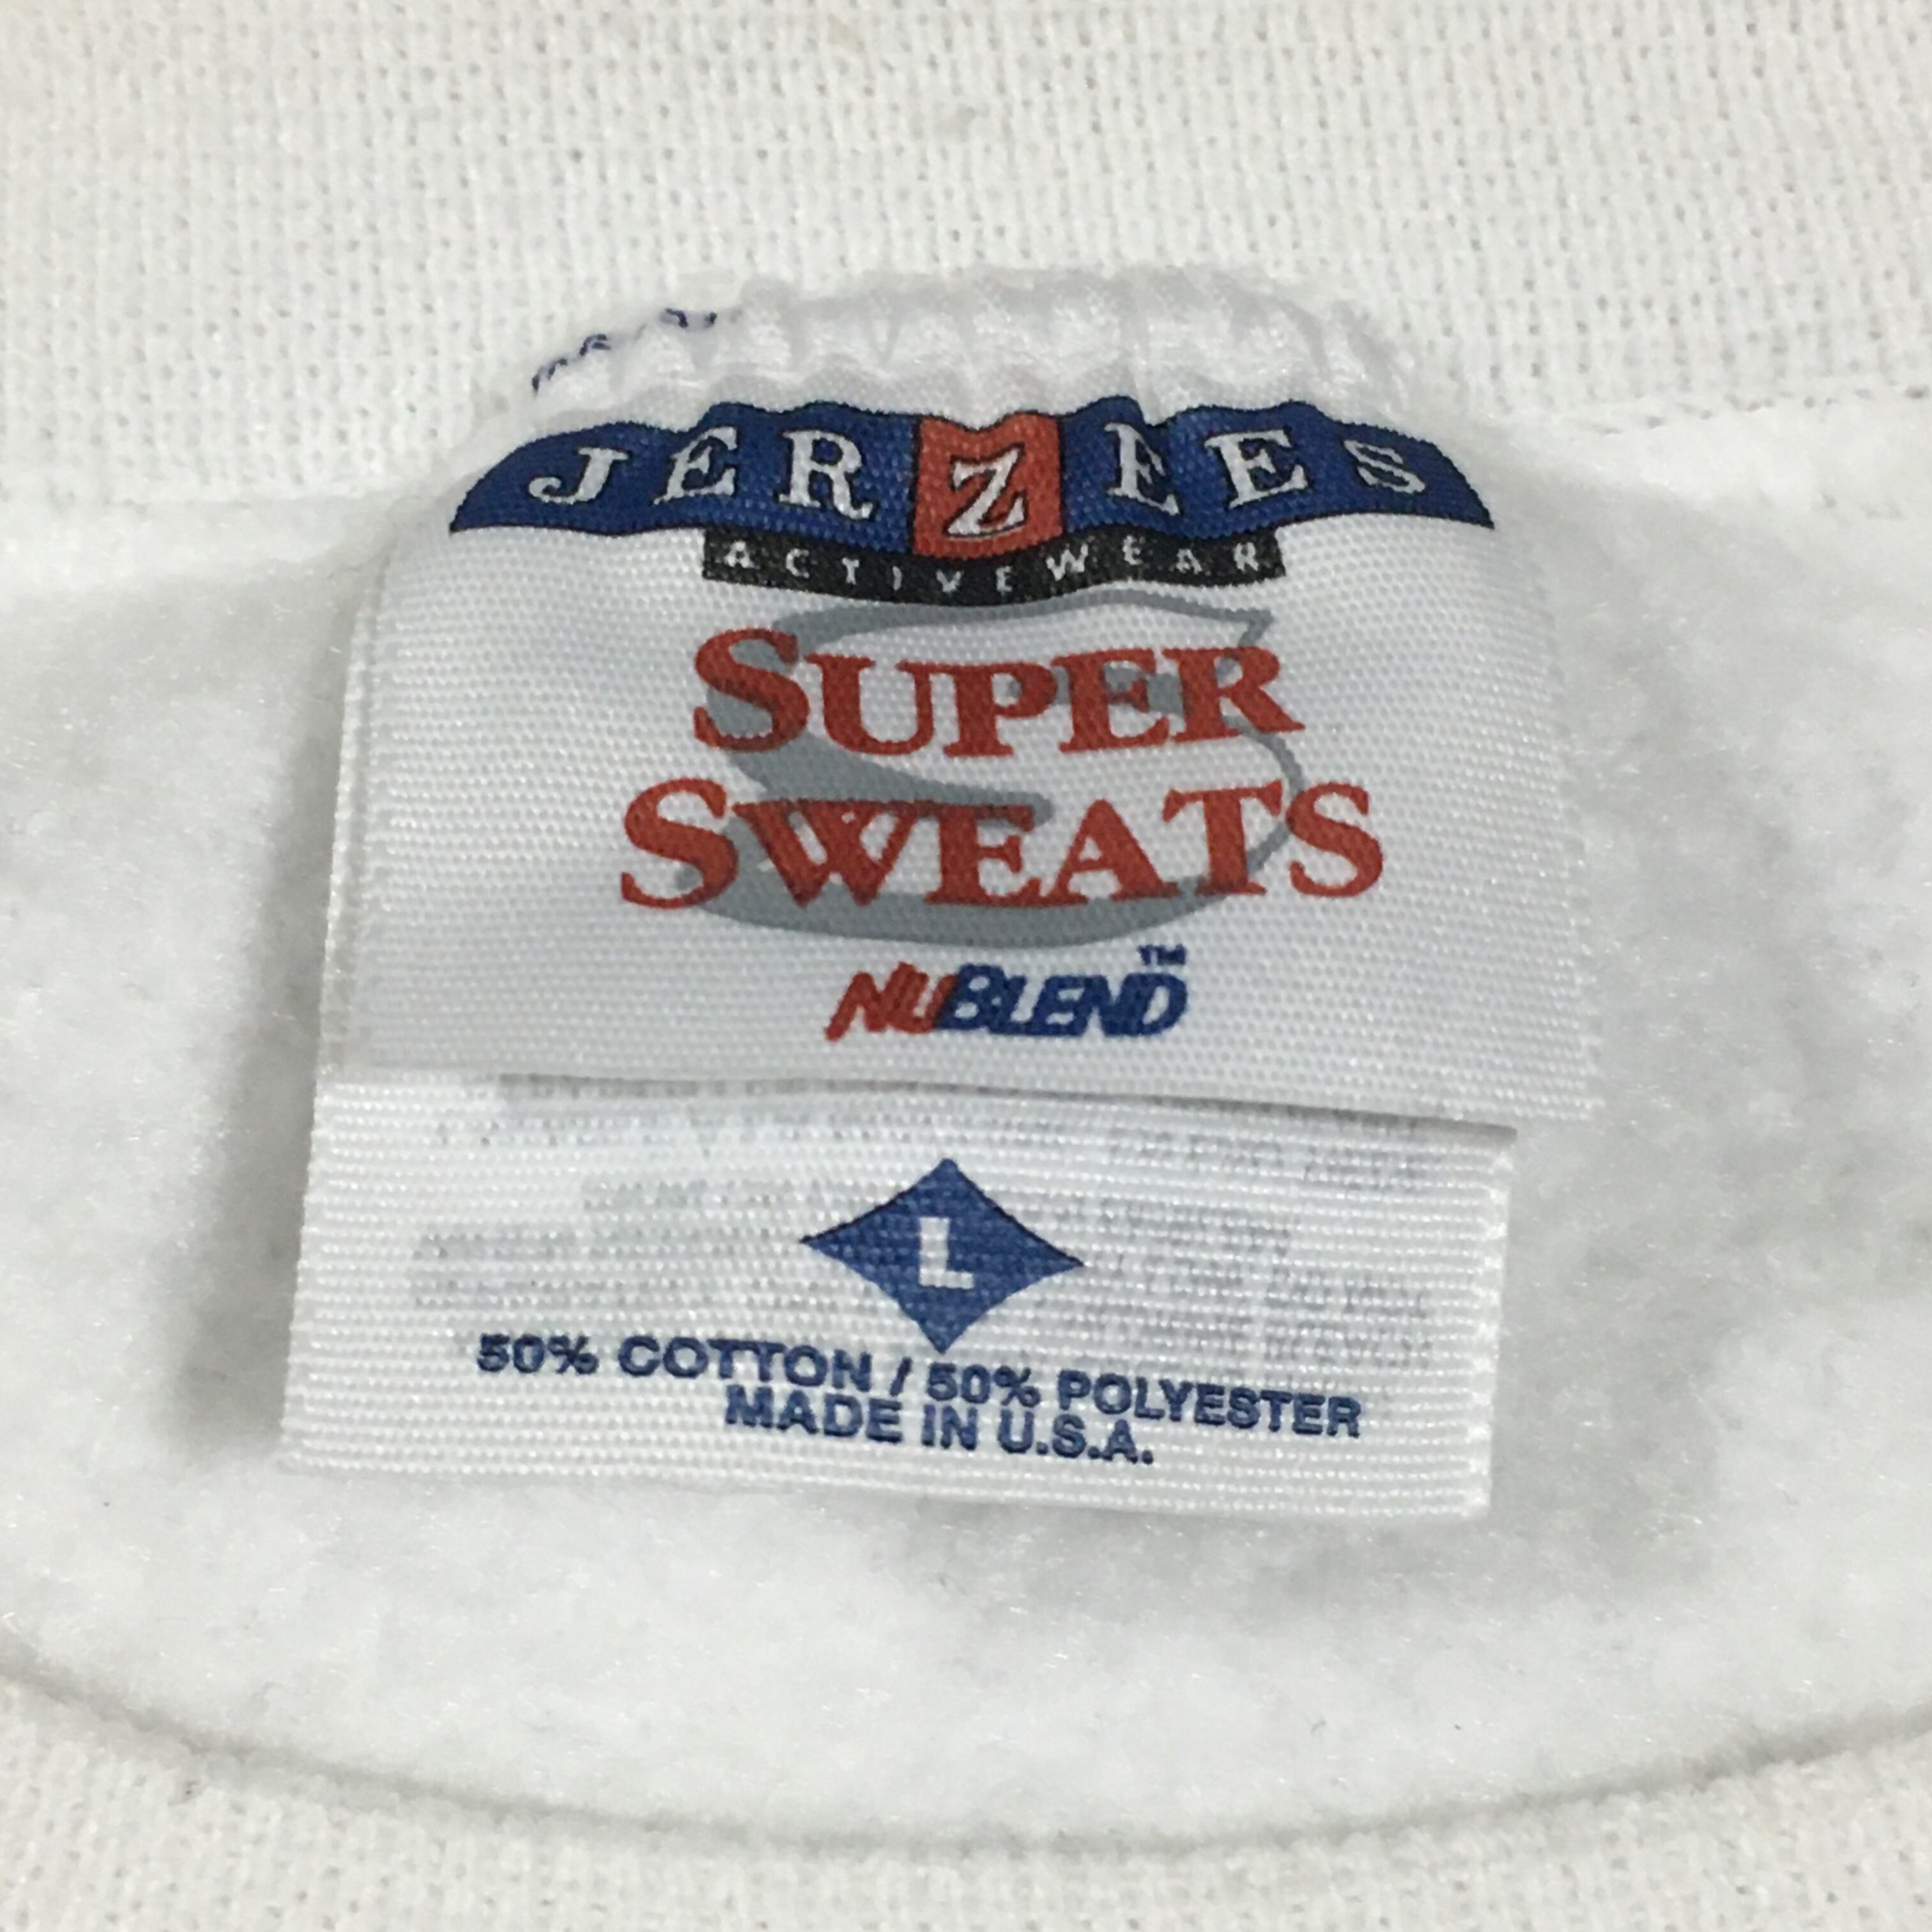 JERZEES
ACTIVEWEAR
SUPER
SWEATS
NUBLEND™
L
50% COTTON / 50% POLYESTER
MADE IN U.S.A.